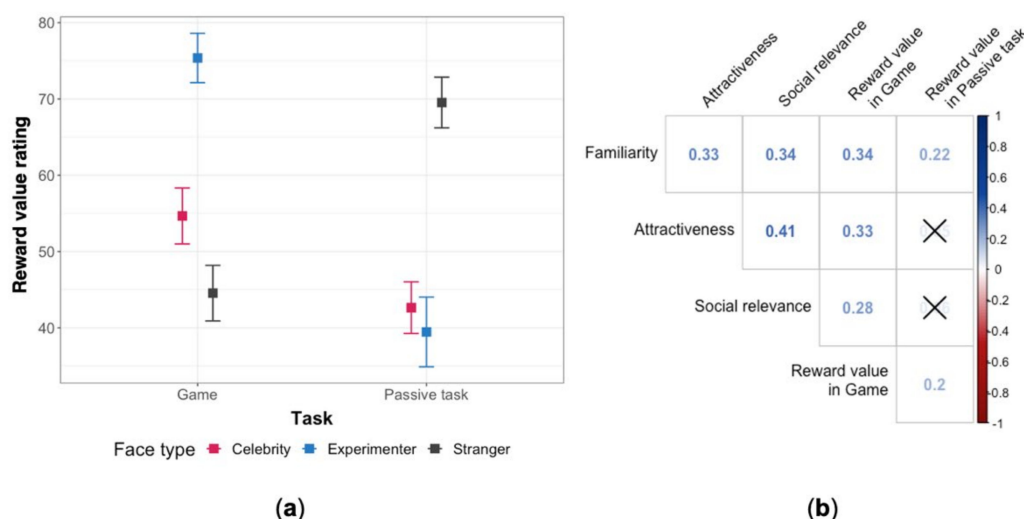 80
70
60
50
40
Reward value rating
Game
Passive task
Task
Face type Celebrity Experimenter Stranger
(a)
Attractiveness
Social relevance
Reward value
in Game
Reward value
in Passive task
Familiarity 0.33 0.34 0.34 0.22
Attractiveness 0.41 0.33
Social relevance 0.28
Reward value
in Game 0.2
1
0.8
0.6
0.4
0.2
0
-0.2
-0.4
-0.6
-0.8
-1
(b)